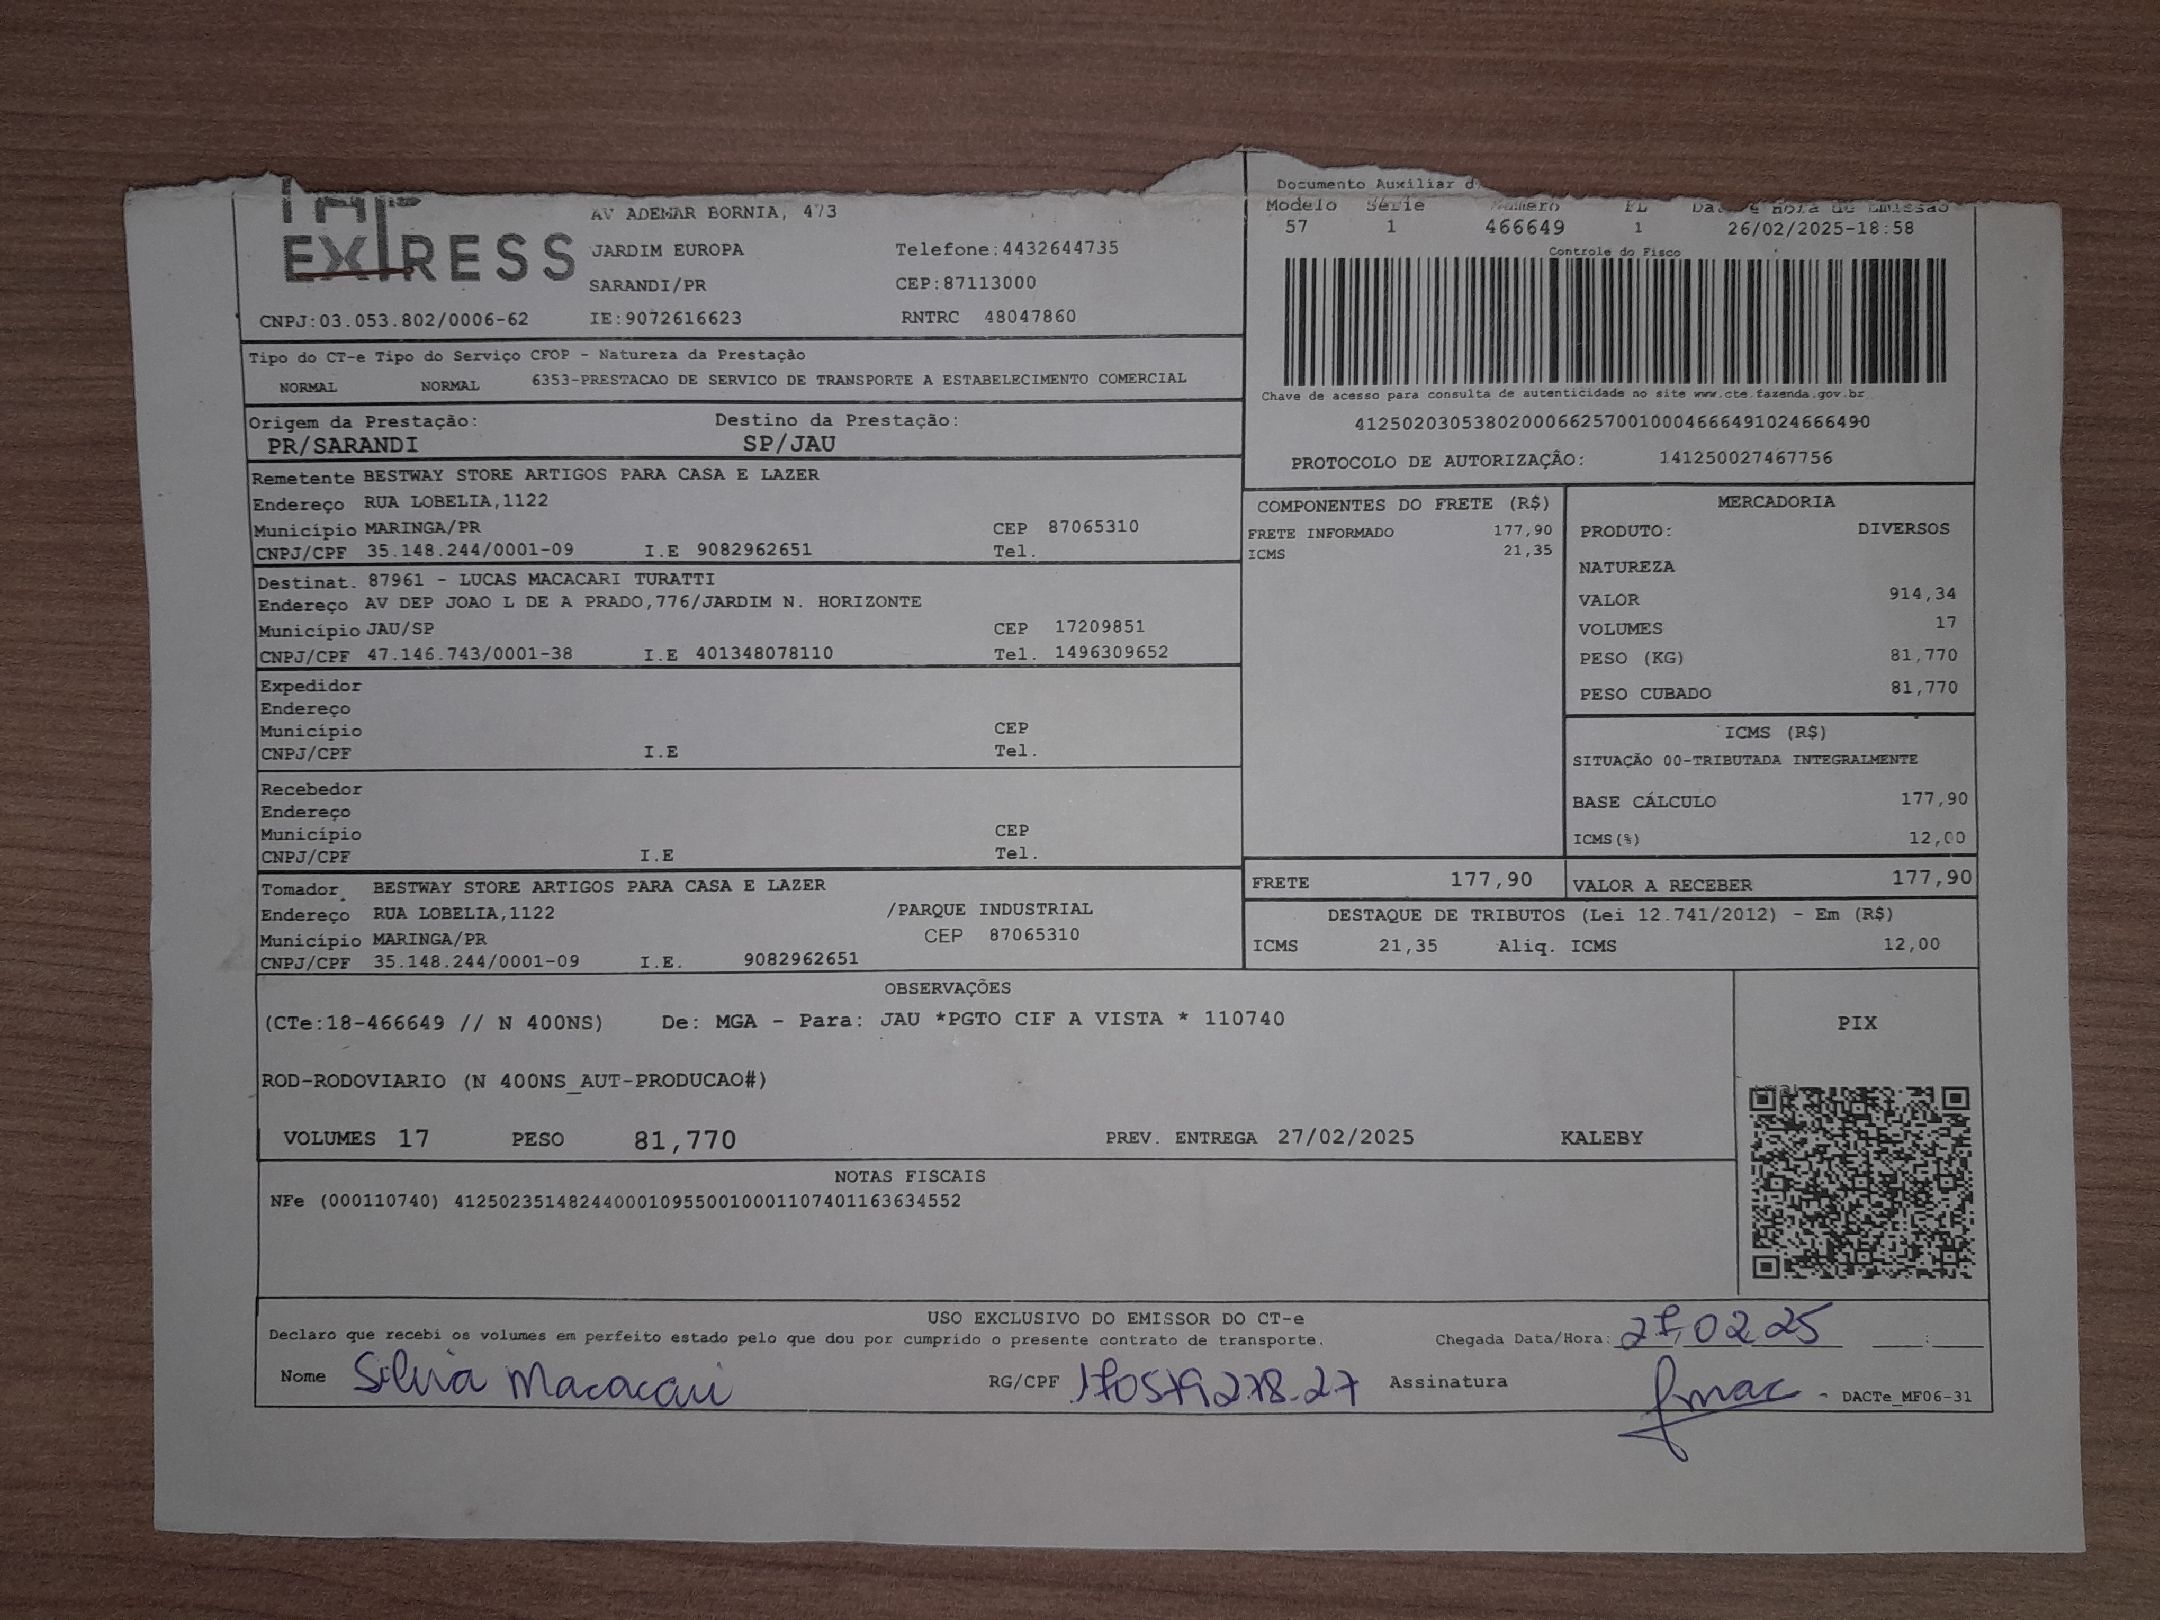 EXPRESS
AV ADEMAR BORNIA, 473
JARDIM EUROPA Telefone:4432644735
SARANDI/PR CEP:87113000
CNPJ:03.053.802/0006-62 IE:9072616623 RNTRC 48047860
Documento Auxiliar d
Modelo Série Número FL Data e Hora de Emissão
57 1 466649 1 26/02/2025-18:58
Controle do Fisco
Chave de acesso para consulta de autenticidade no site www.cte.fazenda.gov.br
41250203053802000662570010004666491024666490
PROTOCOLO DE AUTORIZAÇÃO: 141250027467756
Tipo do CT-e Tipo do Serviço CFOP - Natureza da Prestação
NORMAL NORMAL 6353-PRESTACAO DE SERVICO DE TRANSPORTE A ESTABELECIMENTO COMERCIAL
Origem da Prestação: Destino da Prestação:
PR/SARANDI SP/JAU
Remetente BESTWAY STORE ARTIGOS PARA CASA E LAZER
Endereço RUA LOBELIA,1122
Município MARINGA/PR CEP 87065310
CNPJ/CPF 35.148.244/0001-09 I.E 9082962651 Tel.
Destinat. 87961 - LUCAS MACACARI TURATTI
Endereço AV DEP JOAO L DE A PRADO,776/JARDIM N. HORIZONTE
Município JAU/SP CEP 17209851
CNPJ/CPF 47.146.743/0001-38 I.E 401348078110 Tel. 1496309652
Expedidor
Endereço
Município CEP
CNPJ/CPF I.E Tel.
Recebedor
Endereço
Município CEP
CNPJ/CPF I.E Tel.
Tomador BESTWAY STORE ARTIGOS PARA CASA E LAZER
Endereço RUA LOBELIA,1122 /PARQUE INDUSTRIAL
Município MARINGA/PR CEP 87065310
CNPJ/CPF 35.148.244/0001-09 I.E. 9082962651
COMPONENTES DO FRETE (R$)
FRETE INFORMADO 177,90
ICMS 21,35
MERCADORIA
PRODUTO: DIVERSOS
NATUREZA
VALOR 914,34
VOLUMES 17
PESO (KG) 81,770
PESO CUBADO 81,770
ICMS (R$)
SITUAÇÃO 00-TRIBUTADA INTEGRALMENTE
BASE CÁLCULO 177,90
ICMS(%) 12,00
FRETE 177,90 VALOR A RECEBER 177,90
DESTAQUE DE TRIBUTOS (Lei 12.741/2012) - Em (R$)
ICMS 21,35 Aliq. ICMS 12,00
OBSERVAÇÕES
(CTe:18-466649 // N 400NS) De: MGA - Para: JAU *PGTO CIF A VISTA * 110740
ROD-RODOVIARIO (N 400NS_AUT-PRODUCAO#)
VOLUMES 17 PESO 81,770 PREV. ENTREGA 27/02/2025 KALEBY
PIX
NOTAS FISCAIS
NFe (000110740) 41250235148244000109550010001107401163634552
USO EXCLUSIVO DO EMISSOR DO CT-e
Declaro que recebi os volumes em perfeito estado pelo que dou por cumprido o presente contrato de transporte. Chegada Data/Hora: 27,02,25 __:__
Nome Silvia Macacari RG/CPF 170579278-27 Assinatura
DACTe_MF06-31